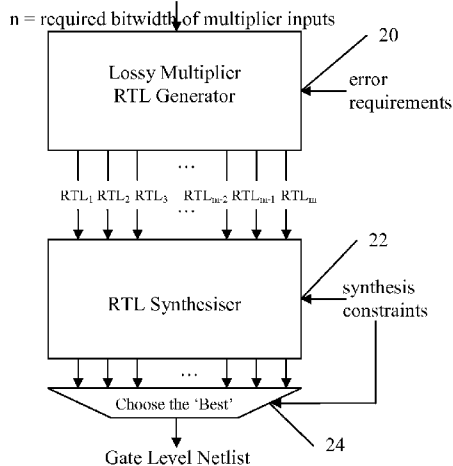 n = required bitwidth of multiplier inputs
20
Lossy Multiplier
RTL Generator
error
requirements
...
RTL1 RTL2 RTL3 RTLm-2 RTLm-1 RTLm
...
22
RTL Synthesiser
synthesis
constraints
...
Choose the ‘Best’
24
Gate Level Netlist